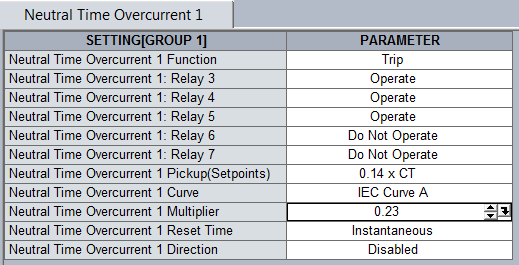 Neutral Time Overcurrent 1
SETTING[GROUP 1] PARAMETER
Neutral Time Overcurrent 1 Function Trip
Neutral Time Overcurrent 1: Relay 3 Operate
Neutral Time Overcurrent 1: Relay 4 Operate
Neutral Time Overcurrent 1: Relay 5 Operate
Neutral Time Overcurrent 1: Relay 6 Do Not Operate
Neutral Time Overcurrent 1: Relay 7 Do Not Operate
Neutral Time Overcurrent 1 Pickup(Setpoints) 0.14 x CT
Neutral Time Overcurrent 1 Curve IEC Curve A
Neutral Time Overcurrent 1 Multiplier 0.23
Neutral Time Overcurrent 1 Reset Time Instantaneous
Neutral Time Overcurrent 1 Direction Disabled